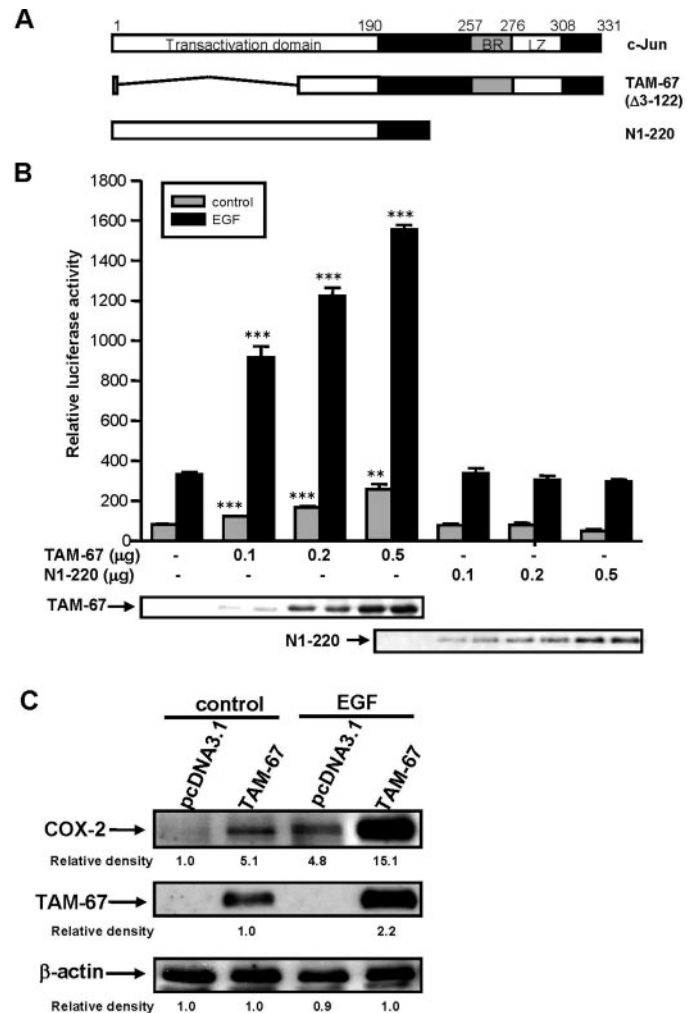 A
1 190 257 276 308 331
Transactivation domain BR LZ c-Jun
TAM-67
(Δ3-122)
N1-220
B
Relative luciferase activity
1800
1600
1400
1200
1000
800
600
400
200
0
control
EGF
***
***
***
***
***
**
TAM-67 (µg) - 0.1 0.2 0.5 - - -
N1-220 (µg) - - - - 0.1 0.2 0.5
TAM-67
N1-220
C
control EGF
pcDNA3.1 TAM-67 pcDNA3.1 TAM-67
COX-2
Relative density 1.0 5.1 4.8 15.1
TAM-67
Relative density 1.0 2.2
β-actin
Relative density 1.0 1.0 0.9 1.0